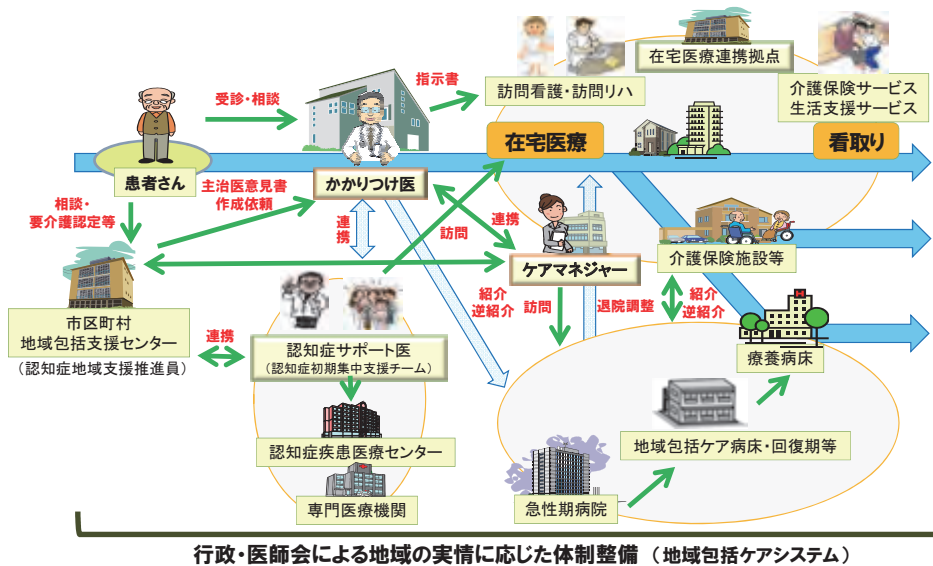 在宅医療連携拠点
指示書
受診・相談
訪問看護・訪問リハ
介護保険サービス
生活支援サービス
在宅医療
看取り
患者さん
かかりつけ医
相談・
要介護認定等
主治医意見書
作成依頼
連携
訪問
連携
ケアマネジャー
介護保険施設等
紹介
逆紹介
訪問
退院調整
紹介
逆紹介
市区町村
地域包括支援センター
（認知症地域支援推進員）
連携
認知症サポート医
（認知症初期集中支援チーム）
療養病床
認知症疾患医療センター
地域包括ケア病床・回復期等
専門医療機関
急性期病院
行政・医師会による地域の実情に応じた体制整備（地域包括ケアシステム）